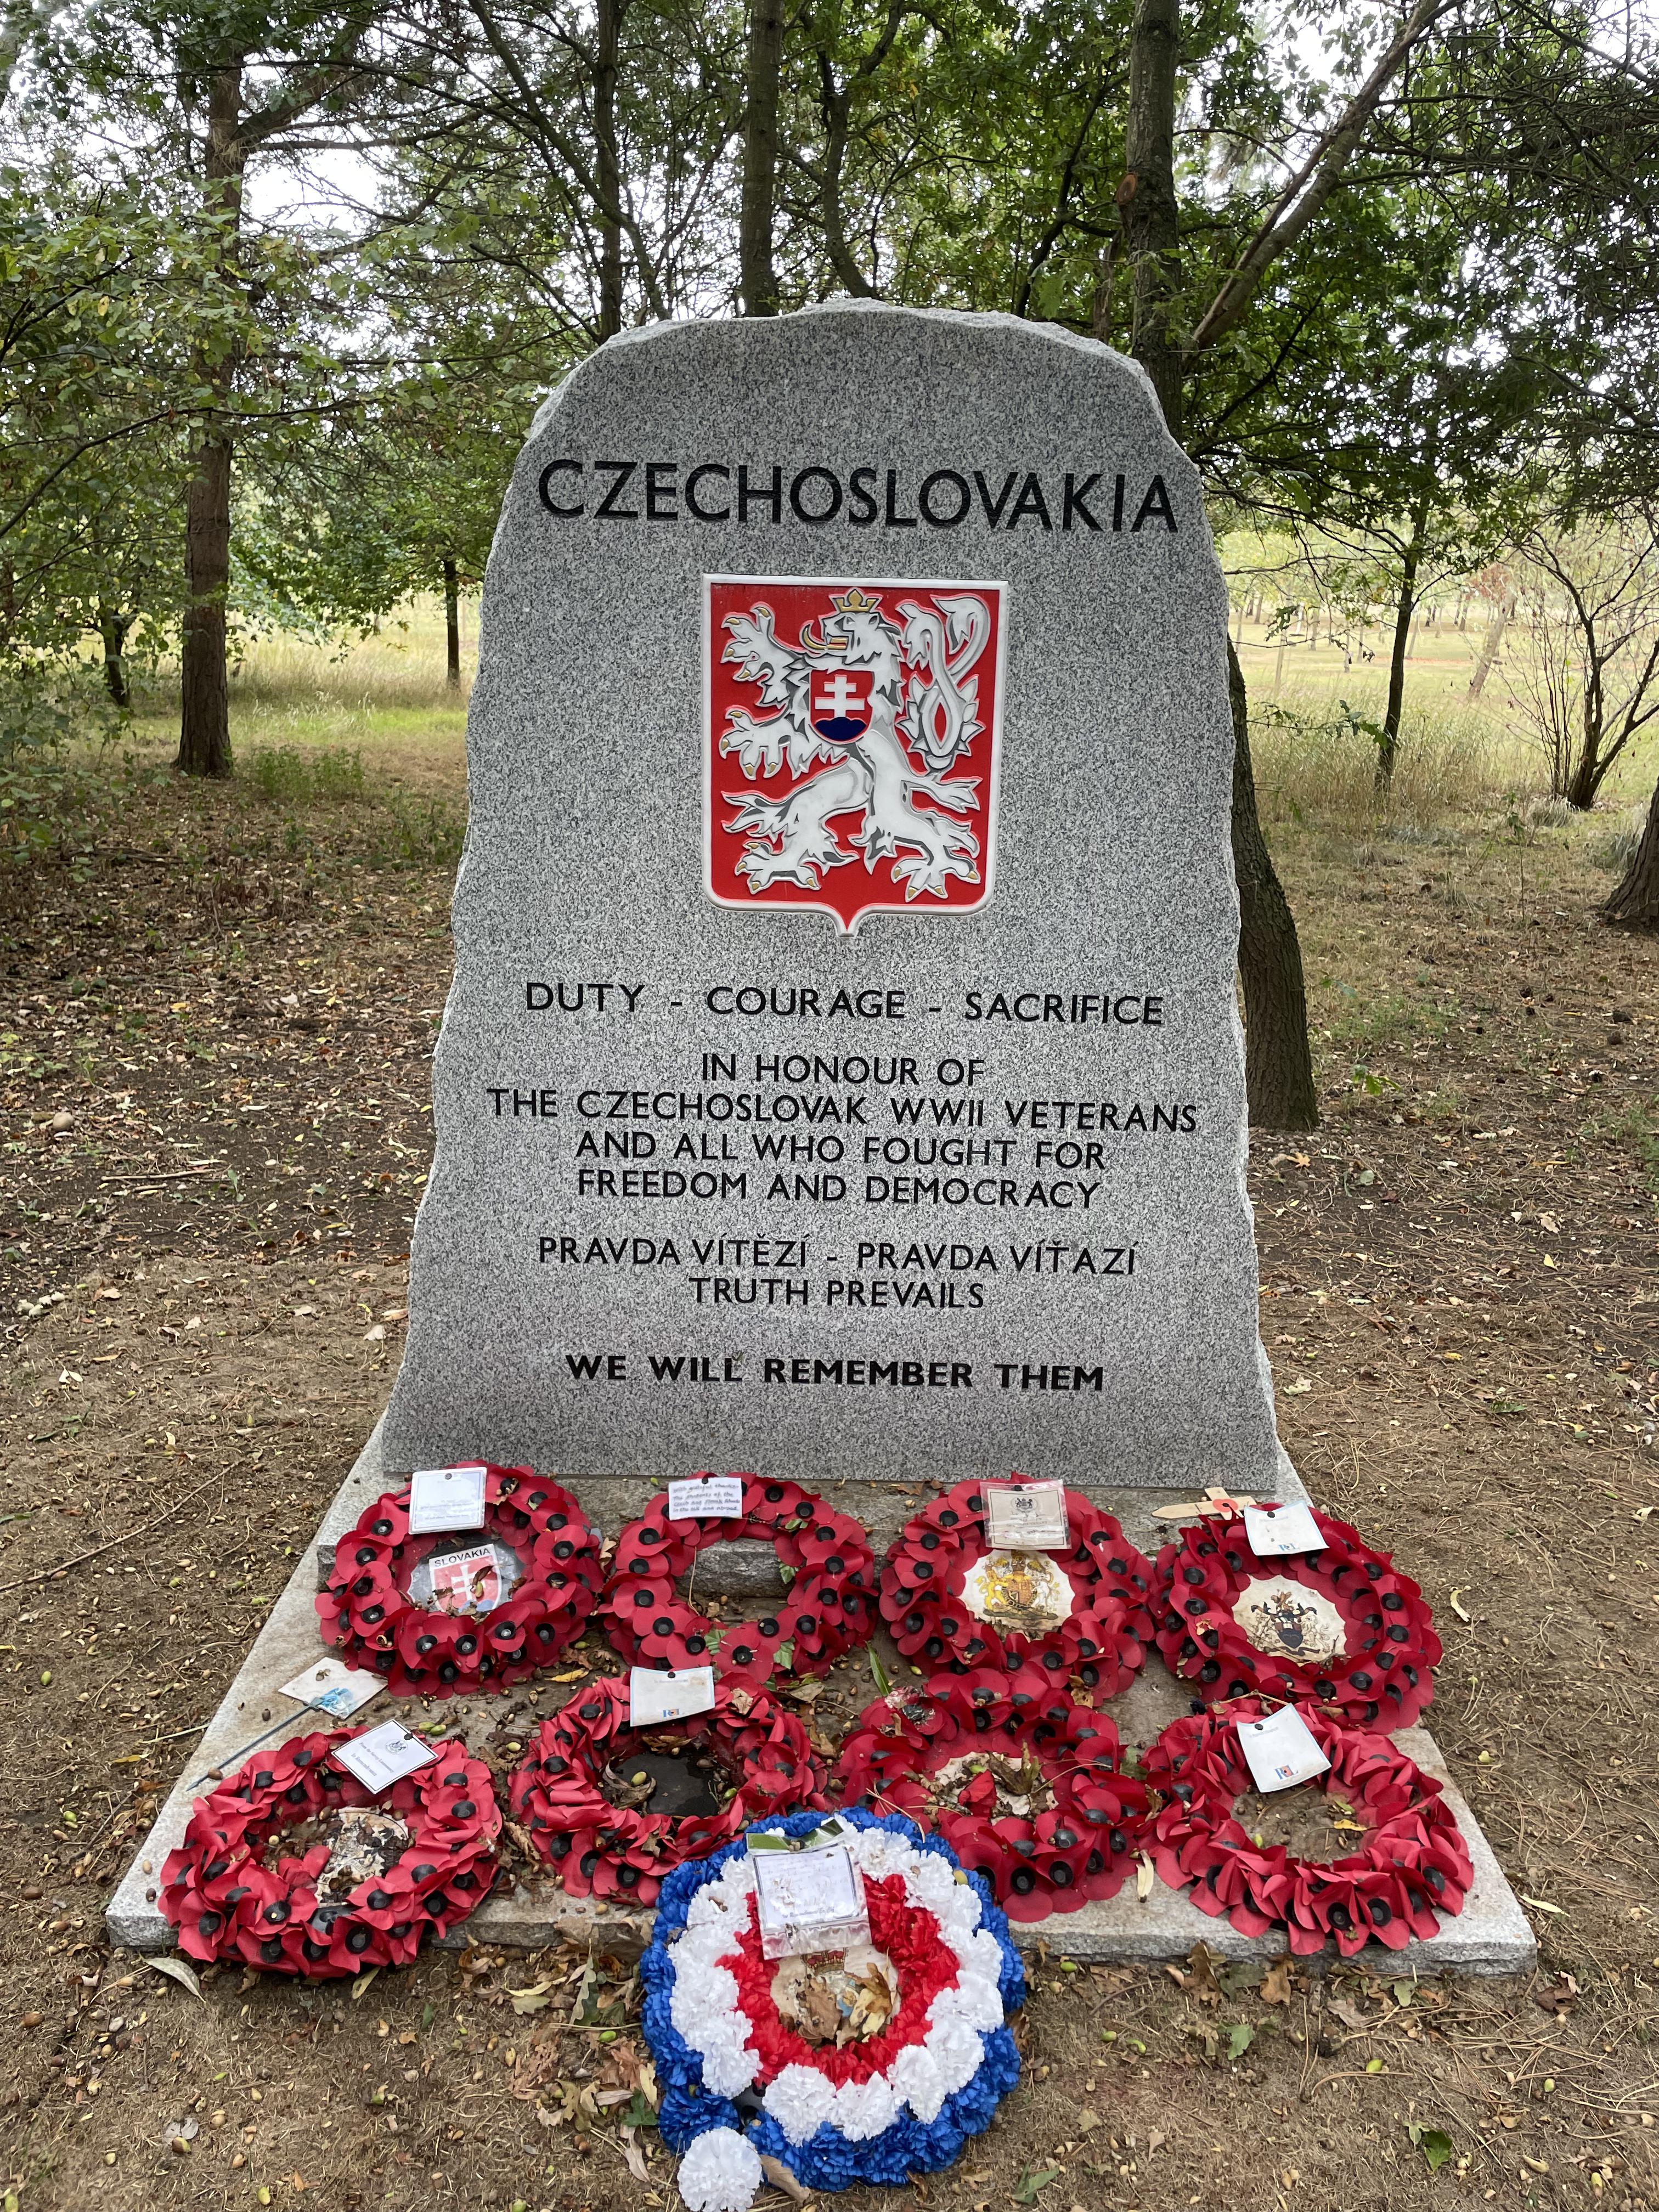 CZECHOSLOVAKIA
DUTY - COURAGE - SACRIFICE
IN HONOUR OF
THE CZECHOSLOVAK WWII VETERANS
AND ALL WHO FOUGHT FOR
FREEDOM AND DEMOCRACY
PRAVDA VÍTĚZÍ - PRAVDA VÍŤAZÍ
TRUTH PREVAILS
WE WILL REMEMBER THEM
SLOVAKIA